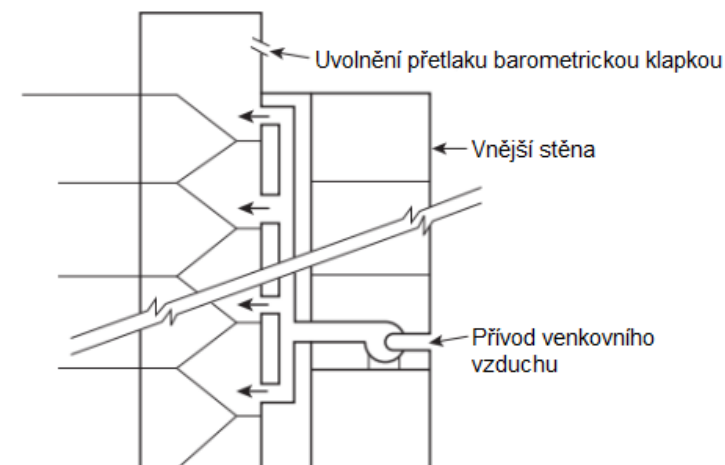 Uvolnění přetlaku barometrickou klapkou
Vnější stěna
Přívod venkovního
vzduchu